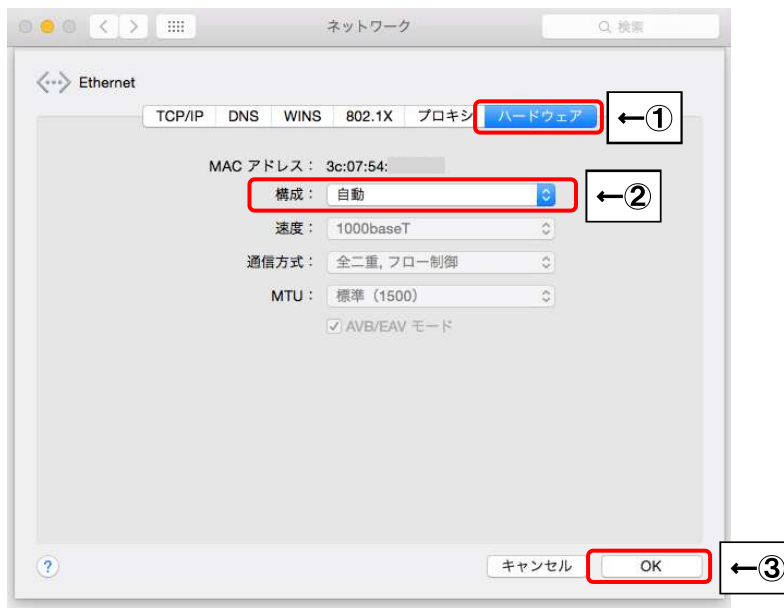 ネットワーク
検索
Ethernet
TCP/IP DNS WINS 802.1X プロキシ ハードウェア
←①
MAC アドレス： 3c:07:54:
構成： 自動
←②
速度： 1000baseT
通信方式： 全二重, フロー制御
MTU： 標準（1500）
AVB/EAV モード
? キャンセル OK
←③